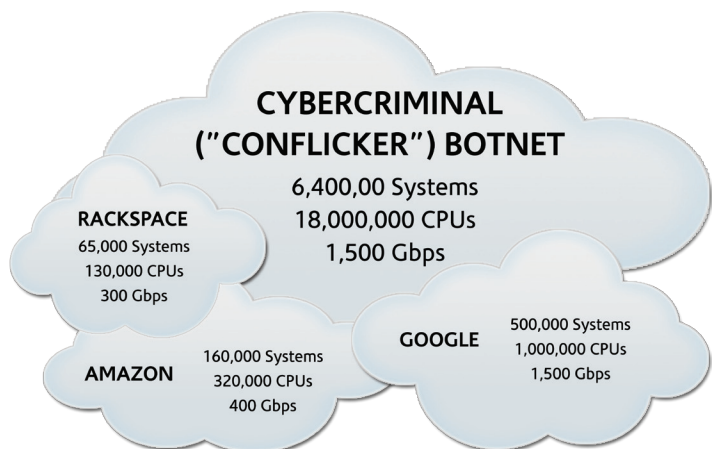 CYBERCRIMINAL
("CONFLICKER") BOTNET
6,400,00 Systems
18,000,000 CPUs
1,500 Gbps
RACKSPACE
65,000 Systems
130,000 CPUs
300 Gbps
GOOGLE
500,000 Systems
1,000,000 CPUs
1,500 Gbps
AMAZON
160,000 Systems
320,000 CPUs
400 Gbps